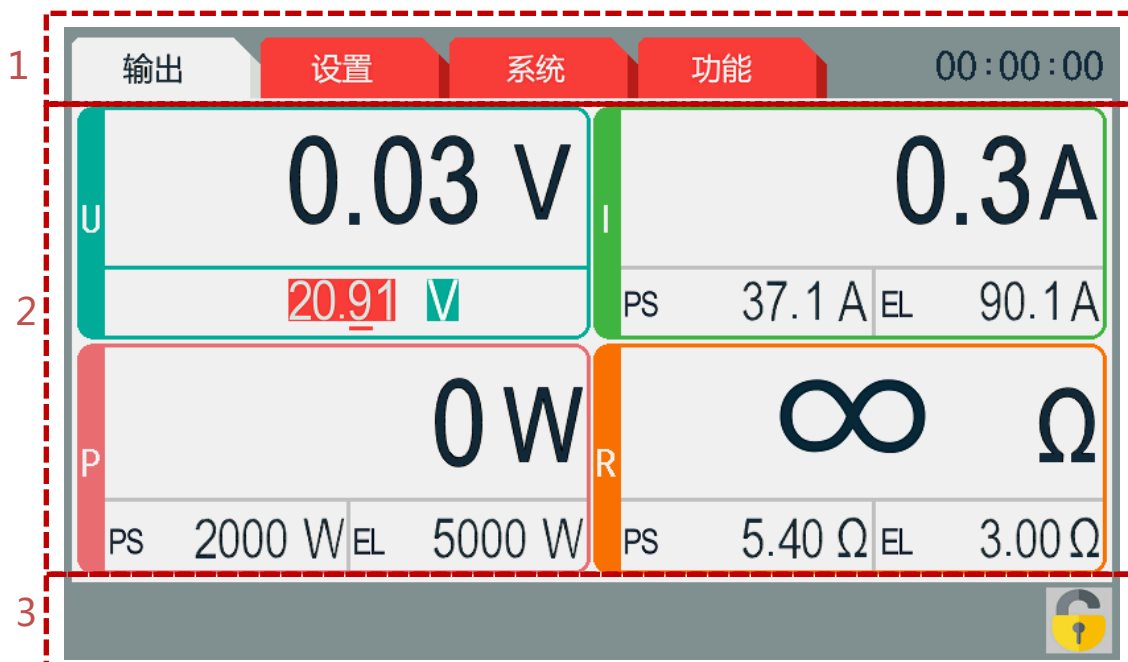 1
输出 设置 系统 功能 00:00:00
2
U 0.03 V
20.91 V
I 0.3A
PS 37.1 A EL 90.1 A
P 0 W
PS 2000 W EL 5000 W
R ∞ Ω
PS 5.40 Ω EL 3.00 Ω
3